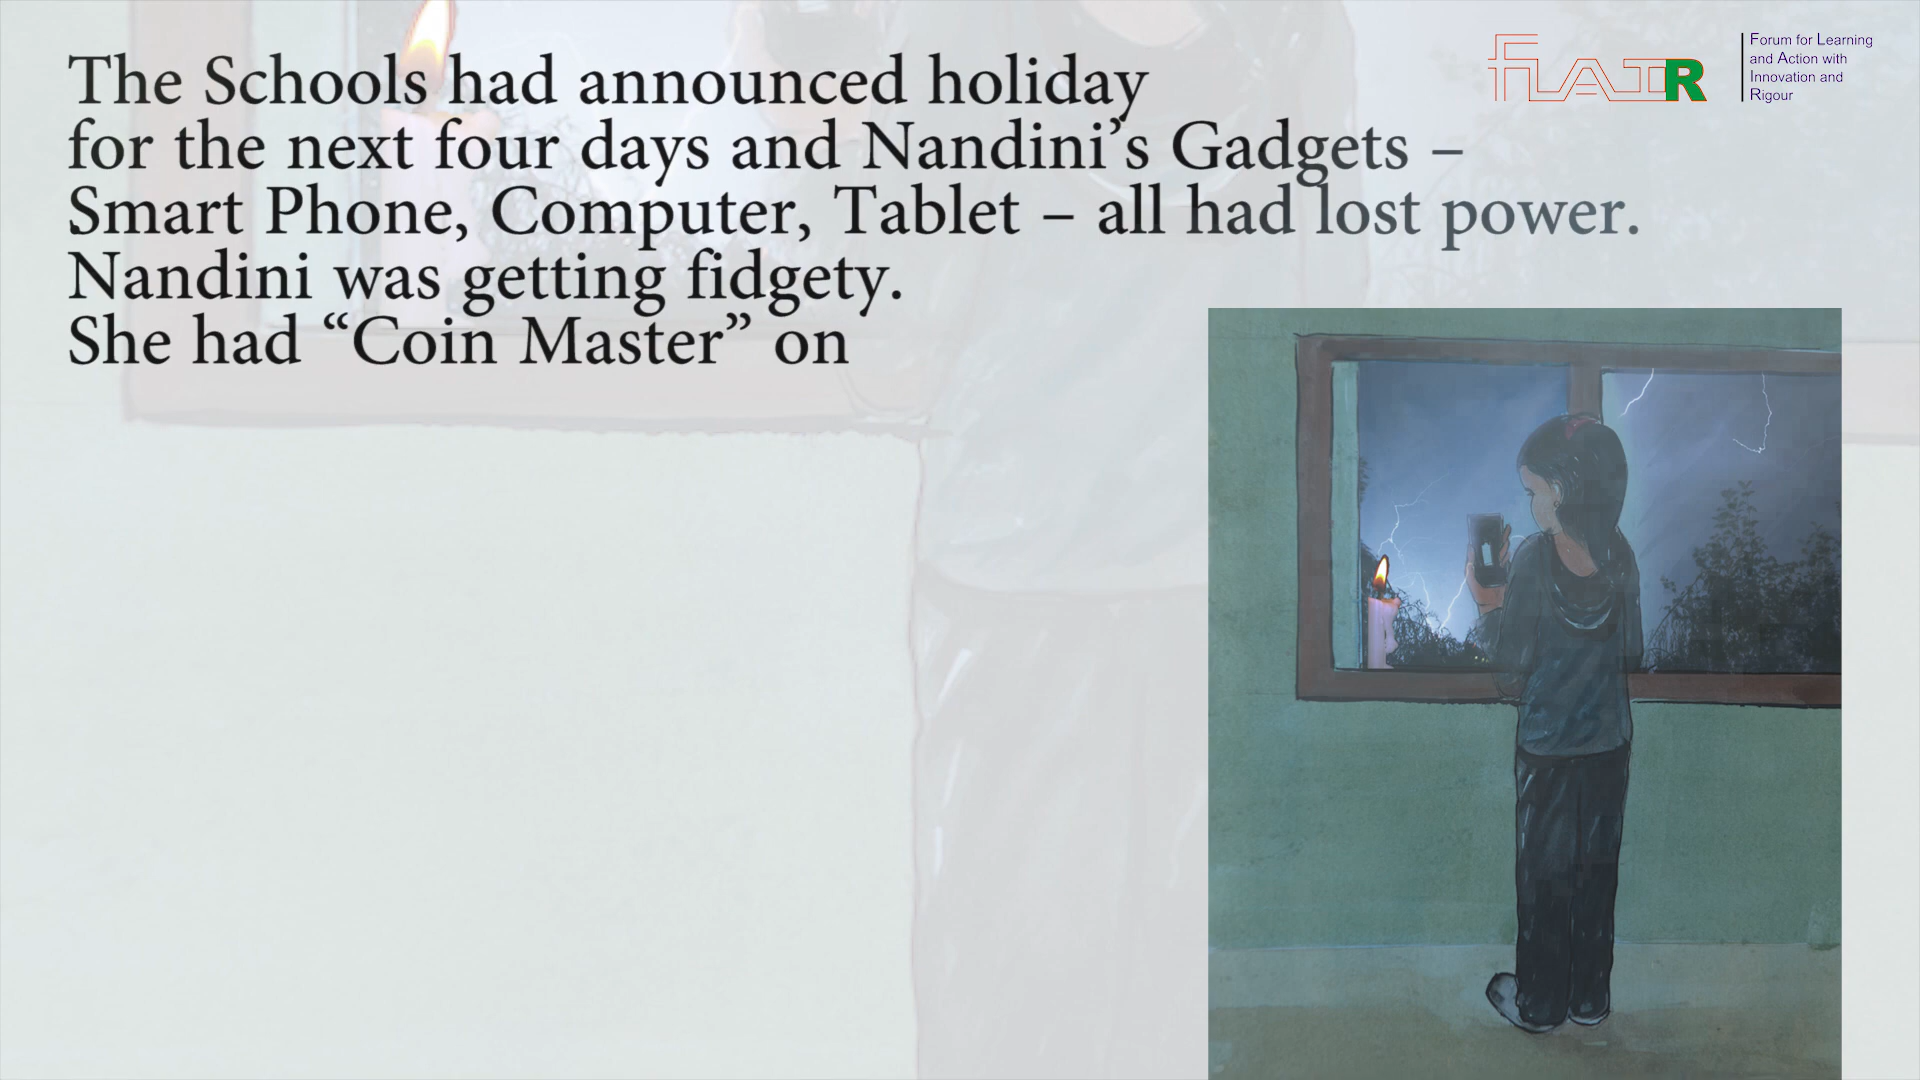 The Schools had announced holiday
for the next four days and Nandini’s Gadgets –
Smart Phone, Computer, Tablet – all had lost power.
Nandini was getting fidgety.
She had “Coin Master” on
FLAIR
Forum for Learning
and Action with
Innovation and
Rigour